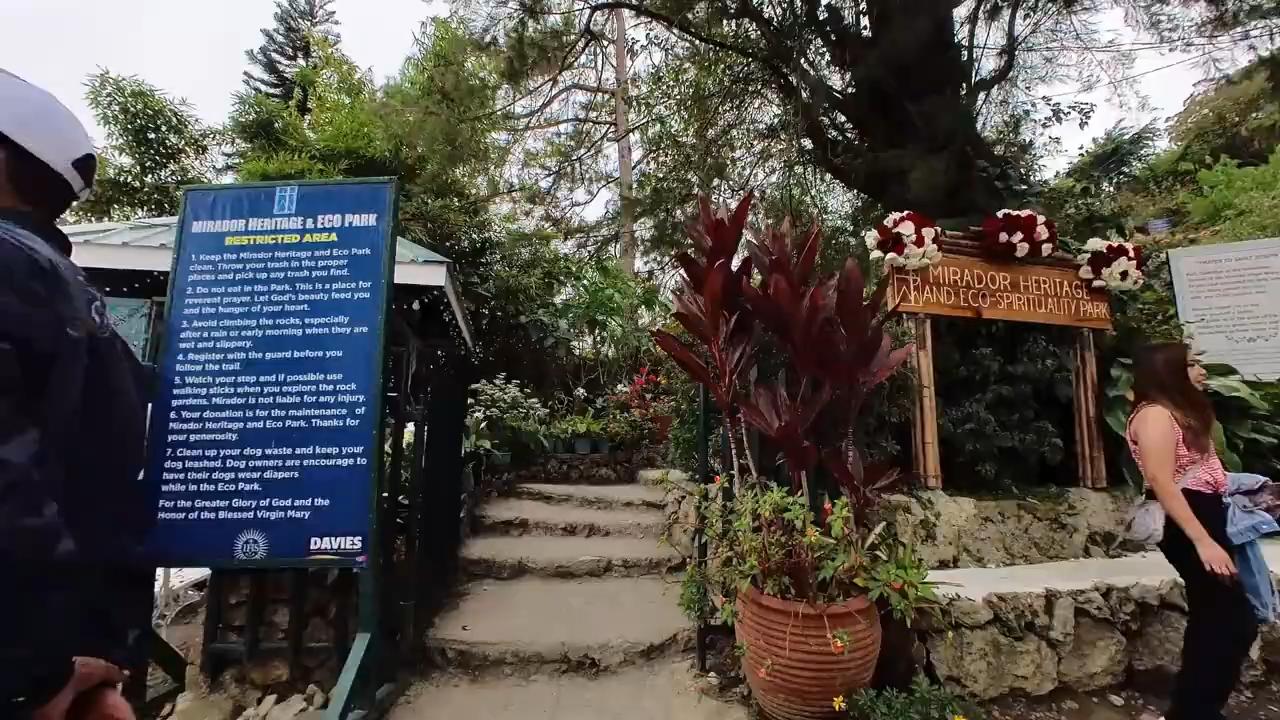 MIRADOR HERITAGE & ECO PARK
RESTRICTED AREA
1. Keep the Mirador Heritage and Eco Park
clean. Throw your trash in the proper
places and pick up any trash you find.
2. Do not eat in the Park. This is a place for
reverent prayer. Let God's beauty feed you
and the hunger of your heart.
3. Avoid climbing the rocks, especially
after a rain or early morning when they are
wet and slippery.
4. Register with the guard before you
follow the trail.
5. Watch your step and if possible use
walking sticks when you explore the rock
gardens. Mirador is not liable for any injury.
6. Your donation is for the maintenance of
Mirador Heritage and Eco Park. Thanks for
your generosity.
7. Clean up your dog waste and keep your
dog leashed. Dog owners are encourage to
have their dogs wear diapers
while in the Eco Park.
For the Greater Glory of God and the
Honor of the Blessed Virgin Mary
IHS
DAVIES
MIRADOR HERITAGE
AND ECO-SPIRITUALITY PARK